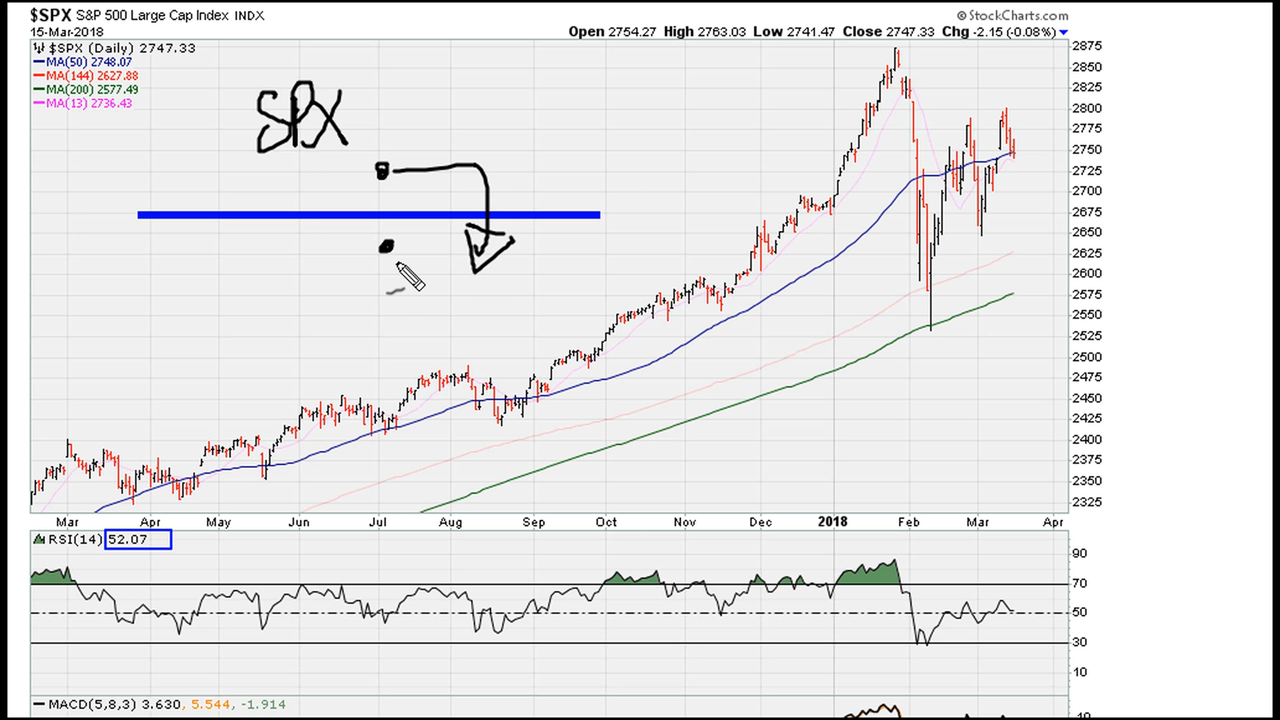 $SPX S&P 500 Large Cap Index INDX
© StockCharts.com
15-Mar-2018
Open 2754.27 High 2763.03 Low 2741.47 Close 2747.33 Chg -2.15 (-0.08%)
$SPX (Daily) 2747.33
MA(50) 2748.07
MA(144) 2627.88
MA(200) 2577.49
MA(13) 2736.43
SPX
2875
2850
2825
2800
2775
2750
2725
2700
2675
2650
2625
2600
2575
2550
2525
2500
2475
2450
2425
2400
2375
2350
2325
Mar Apr May Jun Jul Aug Sep Oct Nov Dec 2018 Feb Mar Apr
RSI(14) 52.07
90
70
50
30
10
MACD(5,8,3) 3.630, 5.544, -1.914
10